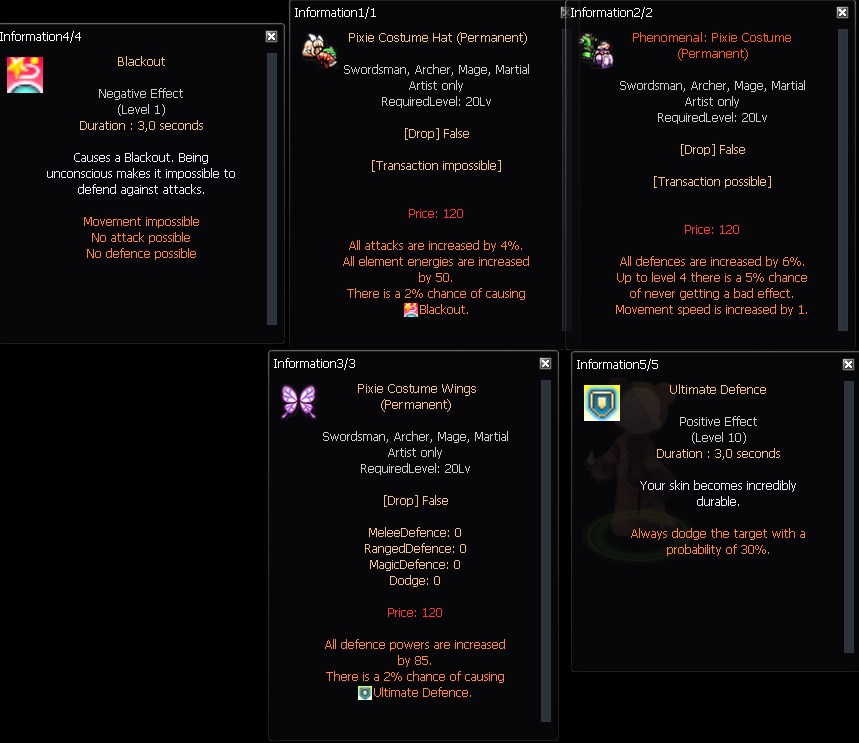 Information4/4
Blackout
Negative Effect
(Level 1)
Duration : 3,0 seconds
Causes a Blackout. Being
unconscious makes it impossible to
defend against attacks.
Movement impossible
No attack possible
No defence possible
Information1/1
Pixie Costume Hat (Permanent)
Swordsman, Archer, Mage, Martial
Artist only
RequiredLevel: 20Lv
[Drop] False
[Transaction impossible]
Price: 120
All attacks are increased by 4%.
All element energies are increased
by 50.
There is a 2% chance of causing
Blackout.
Information2/2
Phenomenal: Pixie Costume
(Permanent)
Swordsman, Archer, Mage, Martial
Artist only
RequiredLevel: 20Lv
[Drop] False
[Transaction possible]
Price: 120
All defences are increased by 6%.
Up to level 4 there is a 5% chance
of never getting a bad effect.
Movement speed is increased by 1.
Information3/3
Pixie Costume Wings
(Permanent)
Swordsman, Archer, Mage, Martial
Artist only
RequiredLevel: 20Lv
[Drop] False
MeleeDefence: 0
RangedDefence: 0
MagicDefence: 0
Dodge: 0
Price: 120
All defence powers are increased
by 85.
There is a 2% chance of causing
Ultimate Defence.
Information5/5
Ultimate Defence
Positive Effect
(Level 10)
Duration : 3,0 seconds
Your skin becomes incredibly
durable.
Always dodge the target with a
probability of 30%.